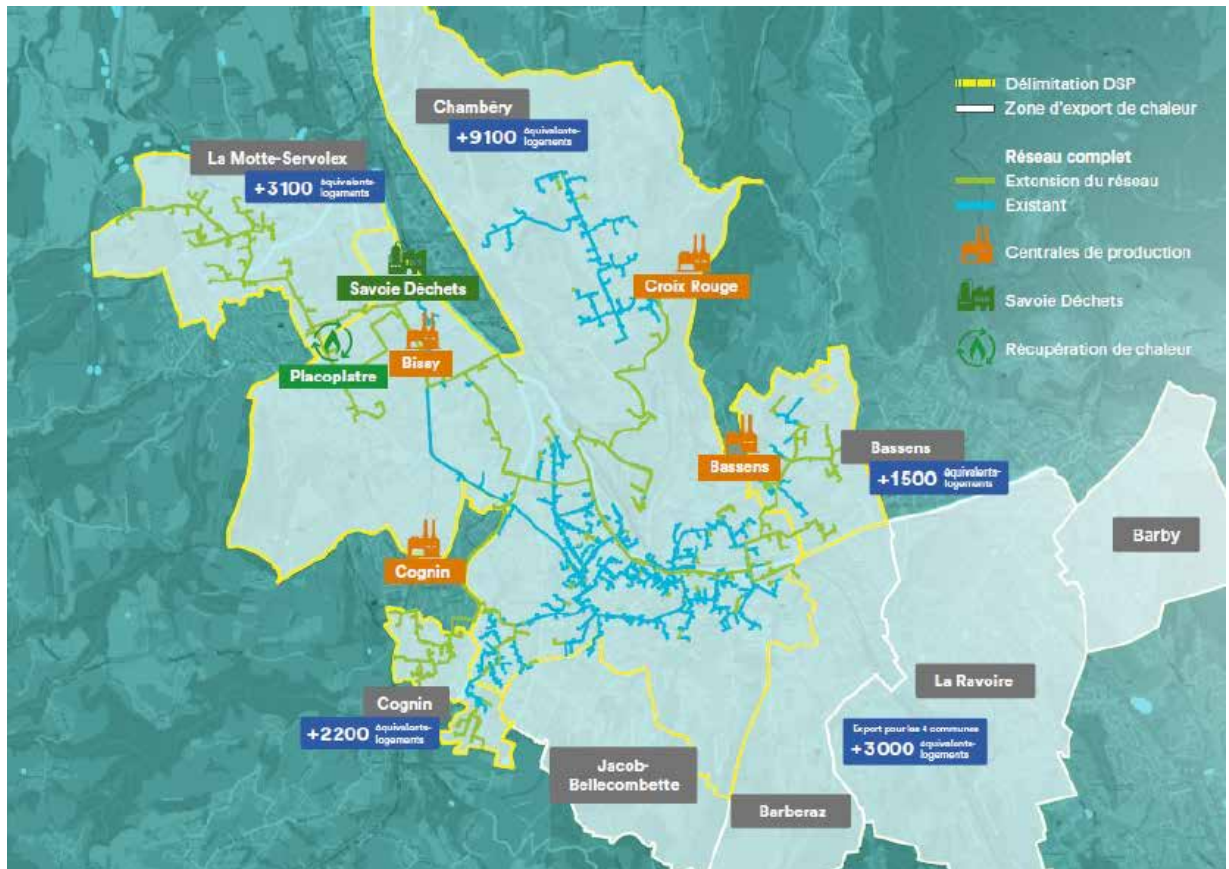 Délimitation DSP
Zone d'export de chaleur
Réseau complet
Extension du réseau
Existant
Centrales de production
Savoie Déchets
Récupération de chaleur
Chambéry
+9100 équivalents-
logements
La Motte-Servolex
+3100 équivalents-
logements
Savoie Déchets
Croix Rouge
Placoplatre
Bissy
Bassens
Bassens
+1500 équivalents-
logements
Barby
Cognin
Cognin
+2200 équivalents-
logements
La Ravoire
Export pour les 4 communes
+3000 équivalents-
logements
Jacob-
Bellecombette
Barberaz